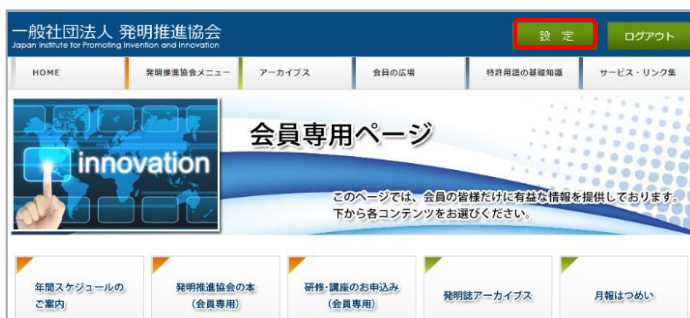 一般社団法人 発明推進協会
Japan Institute for Promoting Invention and Innovation
設 定
ログアウト
HOME
発明推進協会メニュー
アーカイブス
会員の広場
特許用語の基礎知識
サービス・リンク集
innovation
会員専用ページ
このページでは、会員の皆様だけに有益な情報を提供しております。
下から各コンテンツをお選びください。
年間スケジュールの
ご案内
発明推進協会の本
（会員専用）
研修・講座のお申込み
（会員専用）
発明誌アーカイブス
月報はつめい